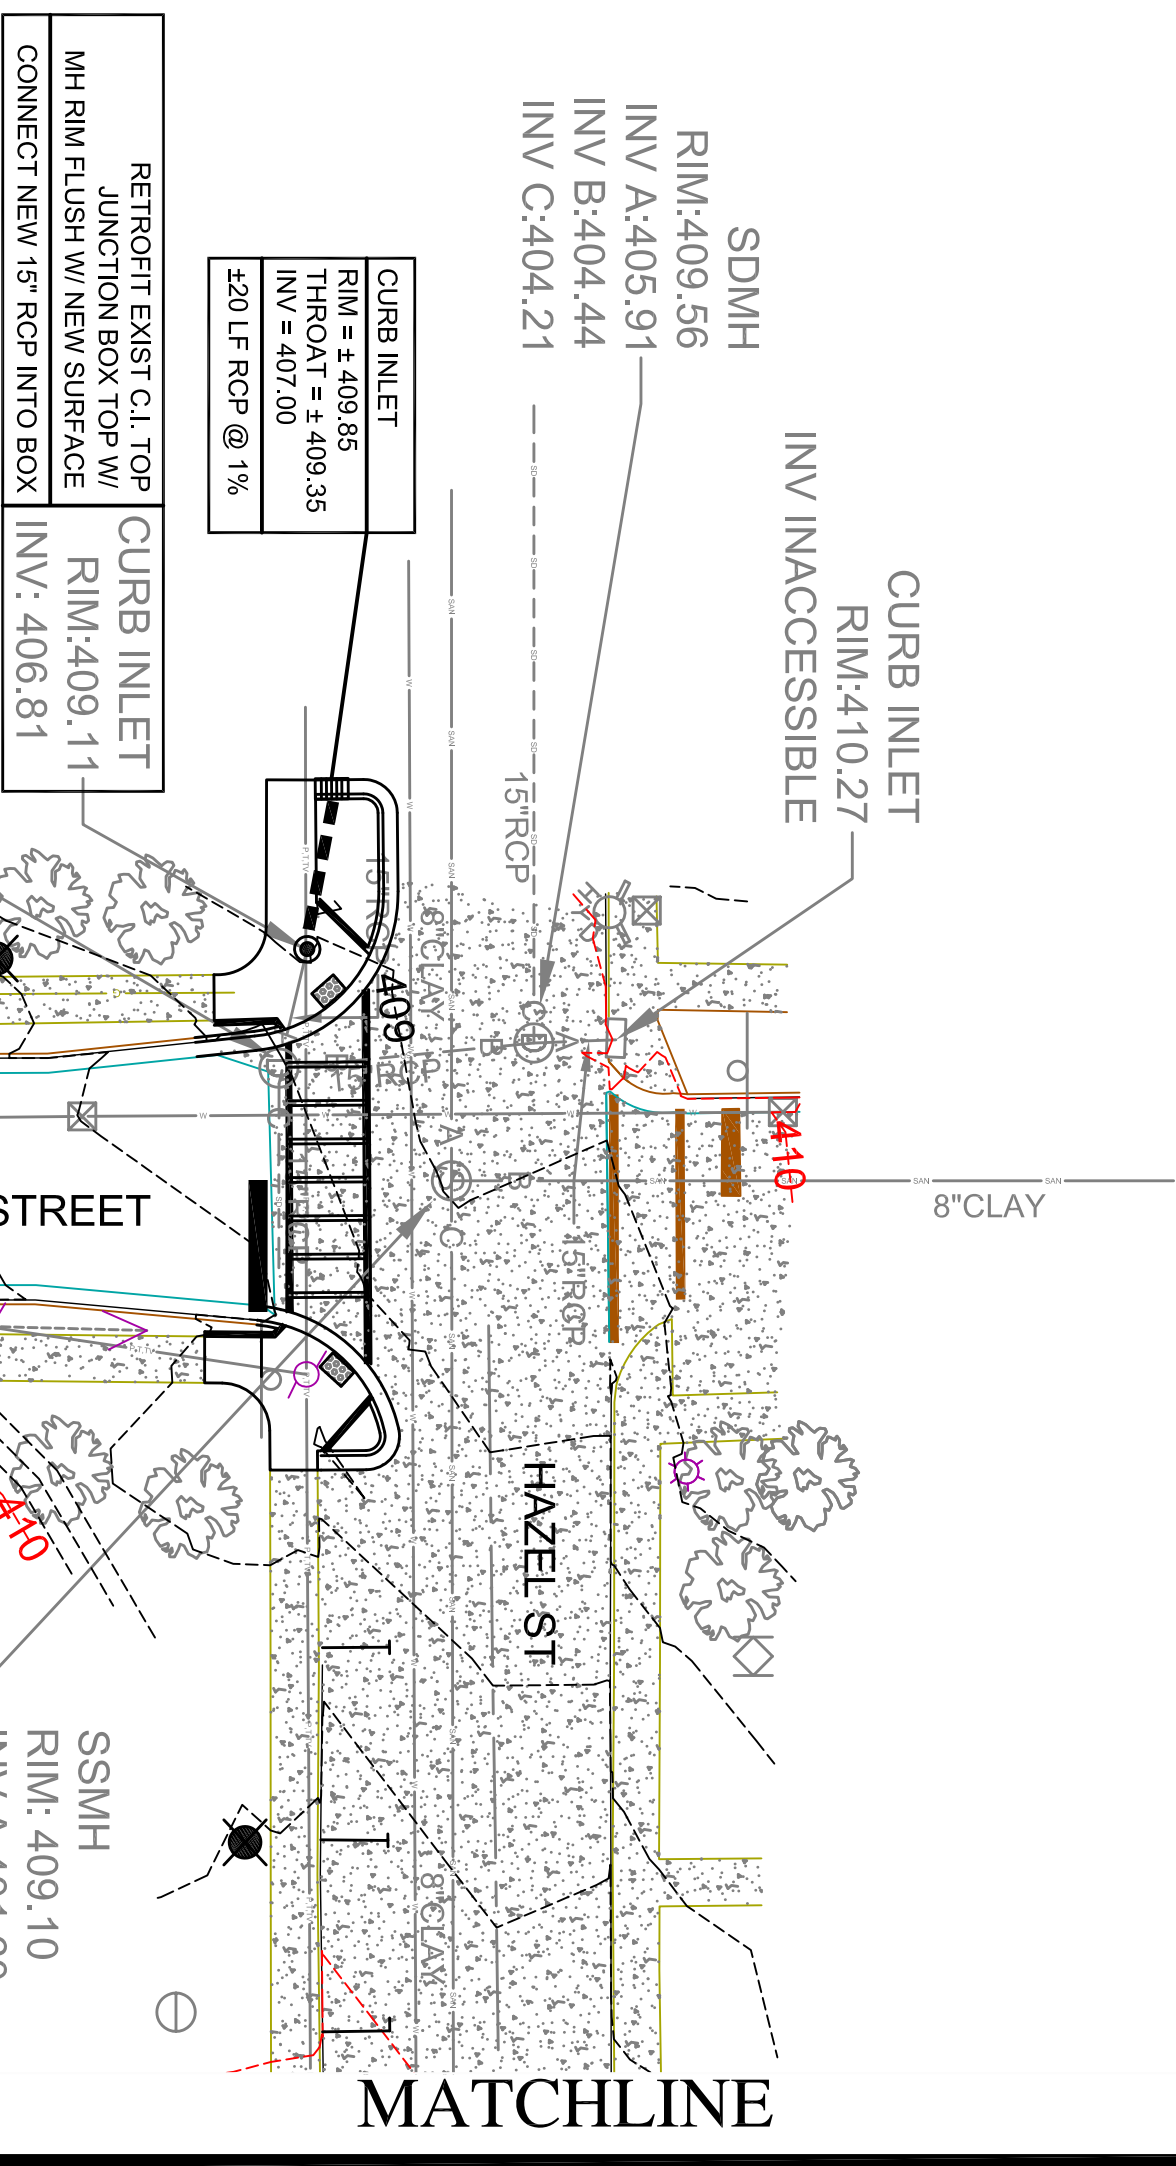 RETROFIT EXIST C.I. TOP
JUNCTION BOX TOP W/
MH RIM FLUSH W/ NEW SURFACE
CONNECT NEW 15" RCP INTO BOX
CURB INLET
RIM:409.11
INV: 406.81
CURB INLET
RIM = ± 409.85
THROAT = ± 409.35
INV = 407.00
±20 LF RCP @ 1%
SDMH
RIM:409.56
INV A:405.91
INV B:404.44
INV C:404.21
CURB INLET
RIM:410.27
INV INACCESSIBLE
15"RCP
15"RCP
8"CLAY
409
15"RCP
C
B
A
A
B
C
15"RCP
410
8"CLAY
STREET
HAZEL ST
410
8"CLAY
SSMH
RIM: 409.10
MATCHLINE